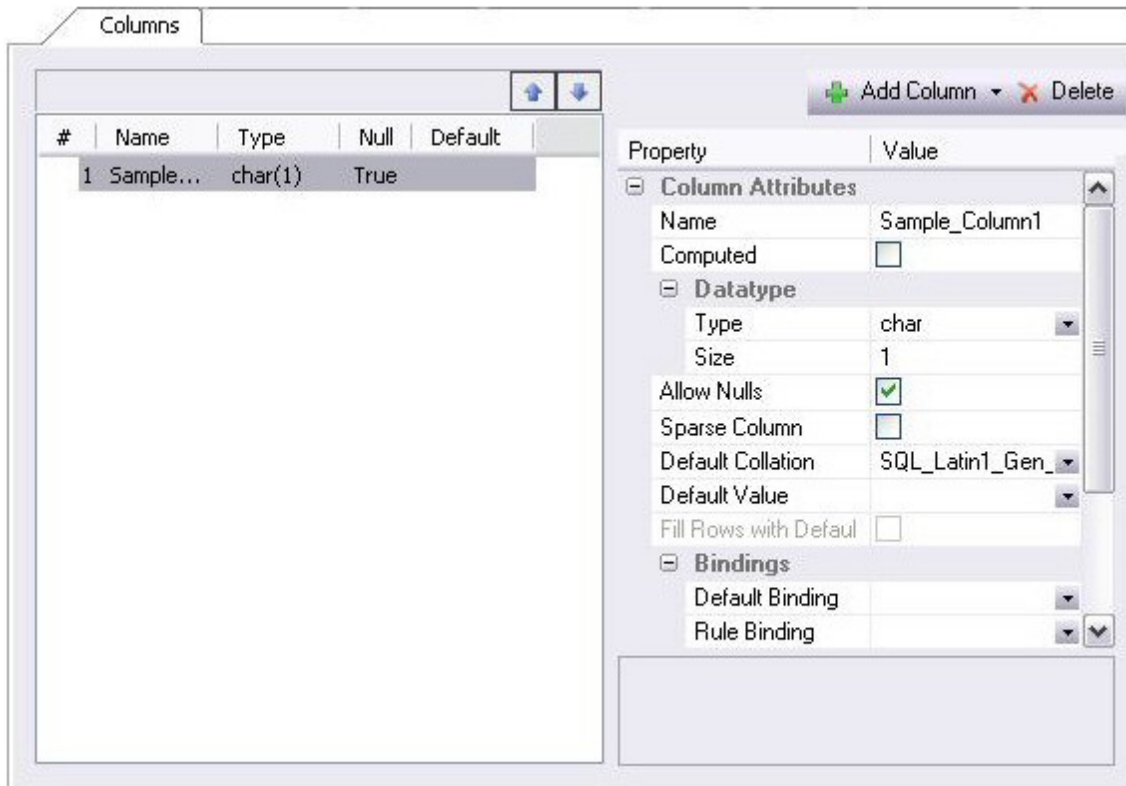 Columns
Add Column Delete
# Name Type Null Default
1 Sample... char(1) True
Property Value
Column Attributes
Name Sample_Column1
Computed
Datatype
Type char
Size 1
Allow Nulls
Sparse Column
Default Collation SQL_Latin1_Gen_
Default Value
Fill Rows with Defaul
Bindings
Default Binding
Rule Binding